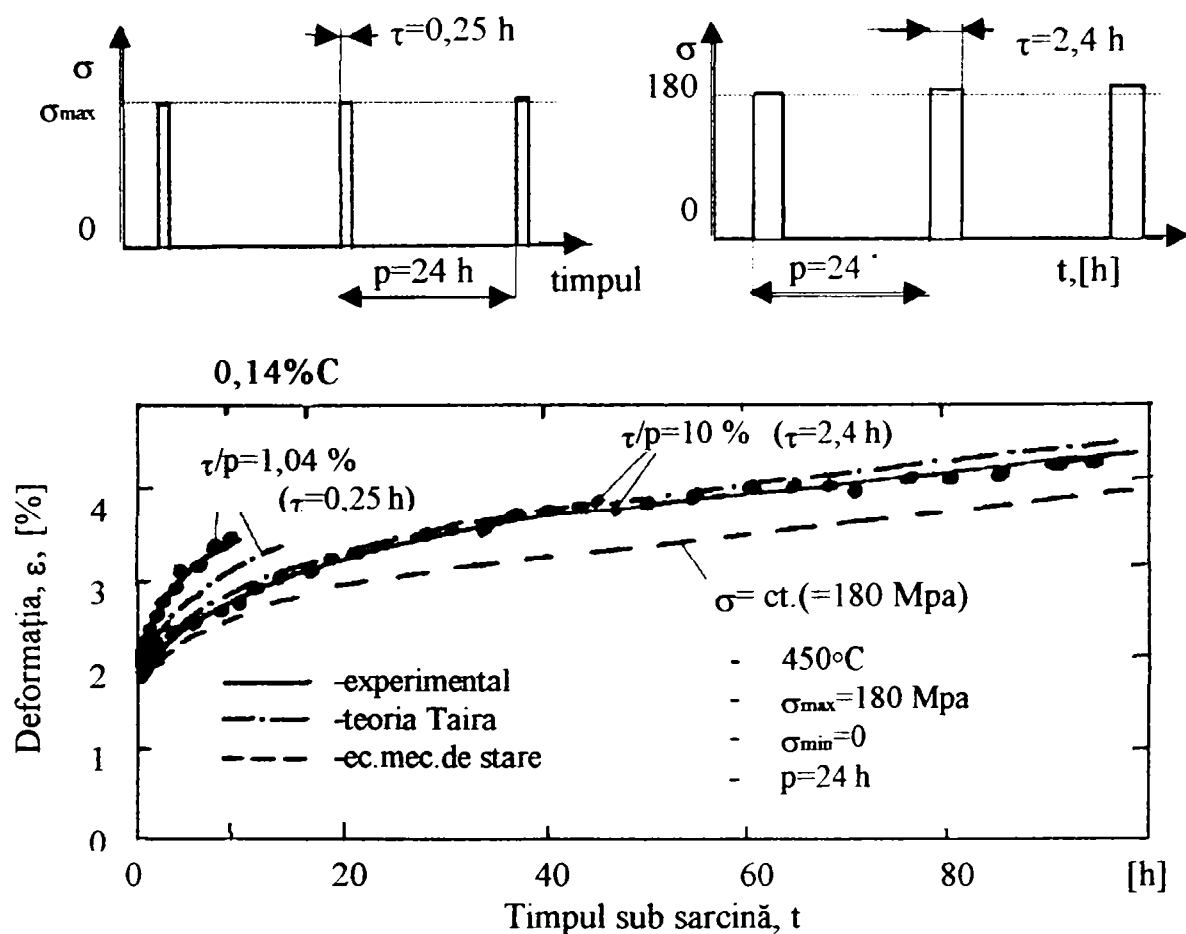 τ=0,25 h
σ
σmax
0
p=24 h
timpul
τ=2,4 h
σ
180
0
p=24
t,[h]
0,14%C
τ/p=1,04 %
(τ=0,25 h)
τ/p=10 % (τ=2,4 h)
σ= ct.(=180 Mpa)
-experimental
-teoria Taira
-ec.mec.de stare
- 450°C
- σmax=180 Mpa
- σmin=0
- p=24 h
Deformația, ε, [%]
4
3
2
1
0
0 20 40 60 80 [h]
Timpul sub sarcină, t